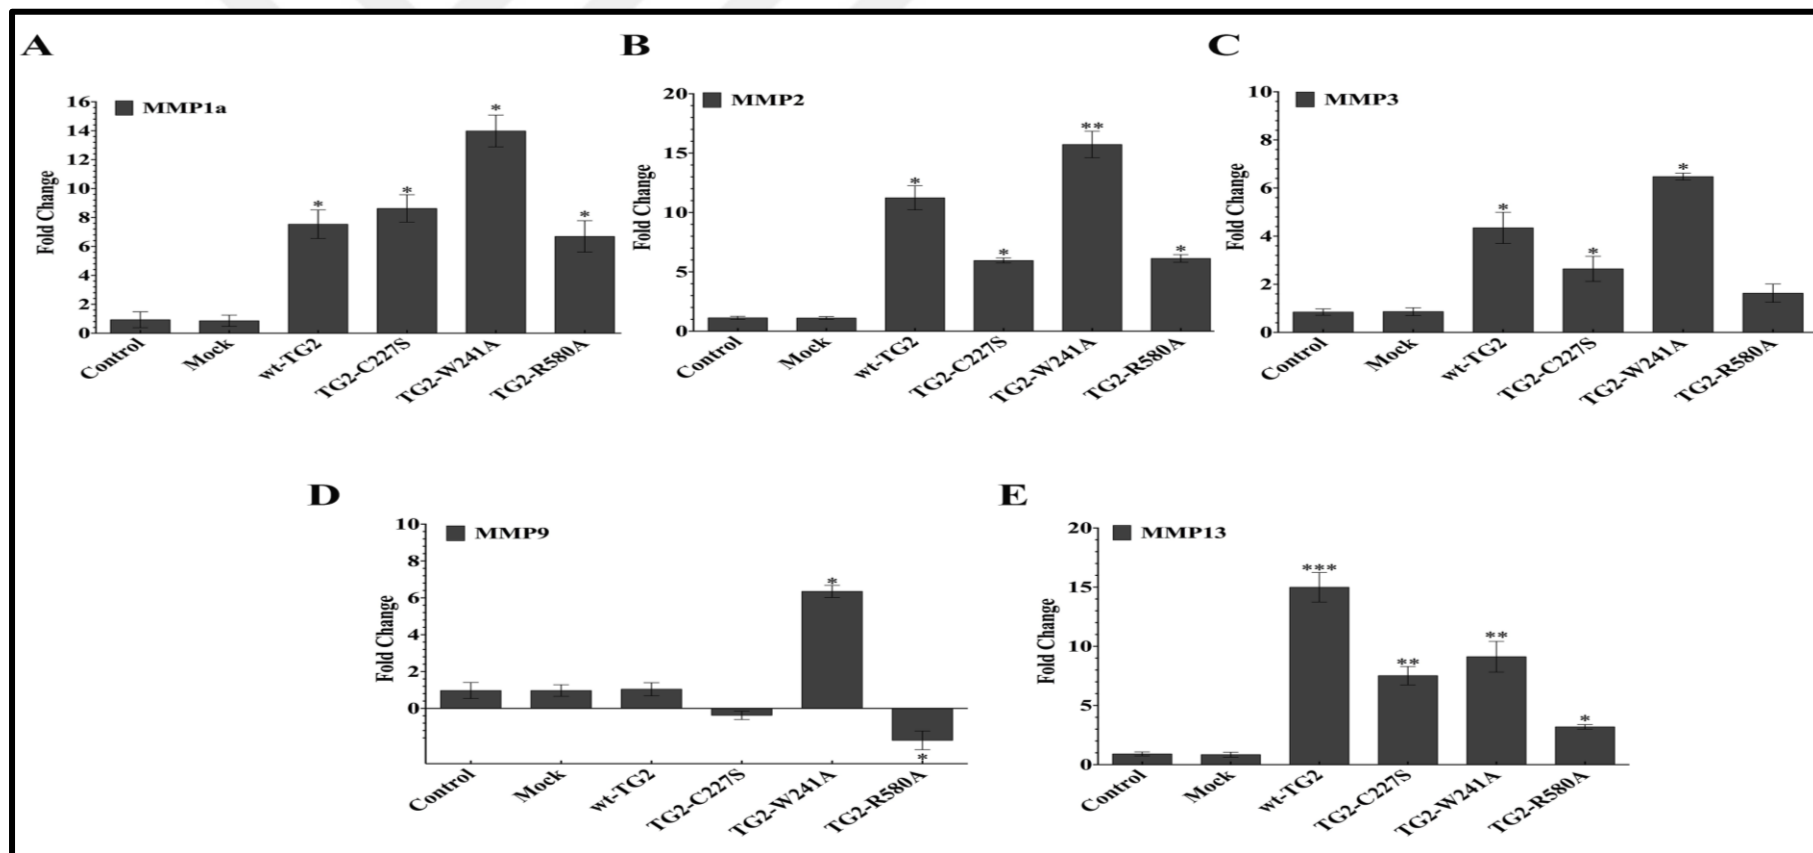 A
MMP1a
Fold Change
16
14
12
10
8
6
4
2
0
* * * *
Control Mock wt-TG2 TG2-C227S TG2-W241A TG2-R580A
B
MMP2
Fold Change
20
15
10
5
0
* * ** *
Control Mock wt-TG2 TG2-C227S TG2-W241A TG2-R580A
C
MMP3
Fold Change
10
8
6
4
2
0
* * *
Control Mock wt-TG2 TG2-C227S TG2-W241A TG2-R580A
D
MMP9
Fold Change
10
8
6
4
2
0
* *
Control Mock wt-TG2 TG2-C227S TG2-W241A TG2-R580A
E
MMP13
Fold Change
20
15
10
5
0
*** ** ** *
Control Mock wt-TG2 TG2-C227S TG2-W241A TG2-R580A